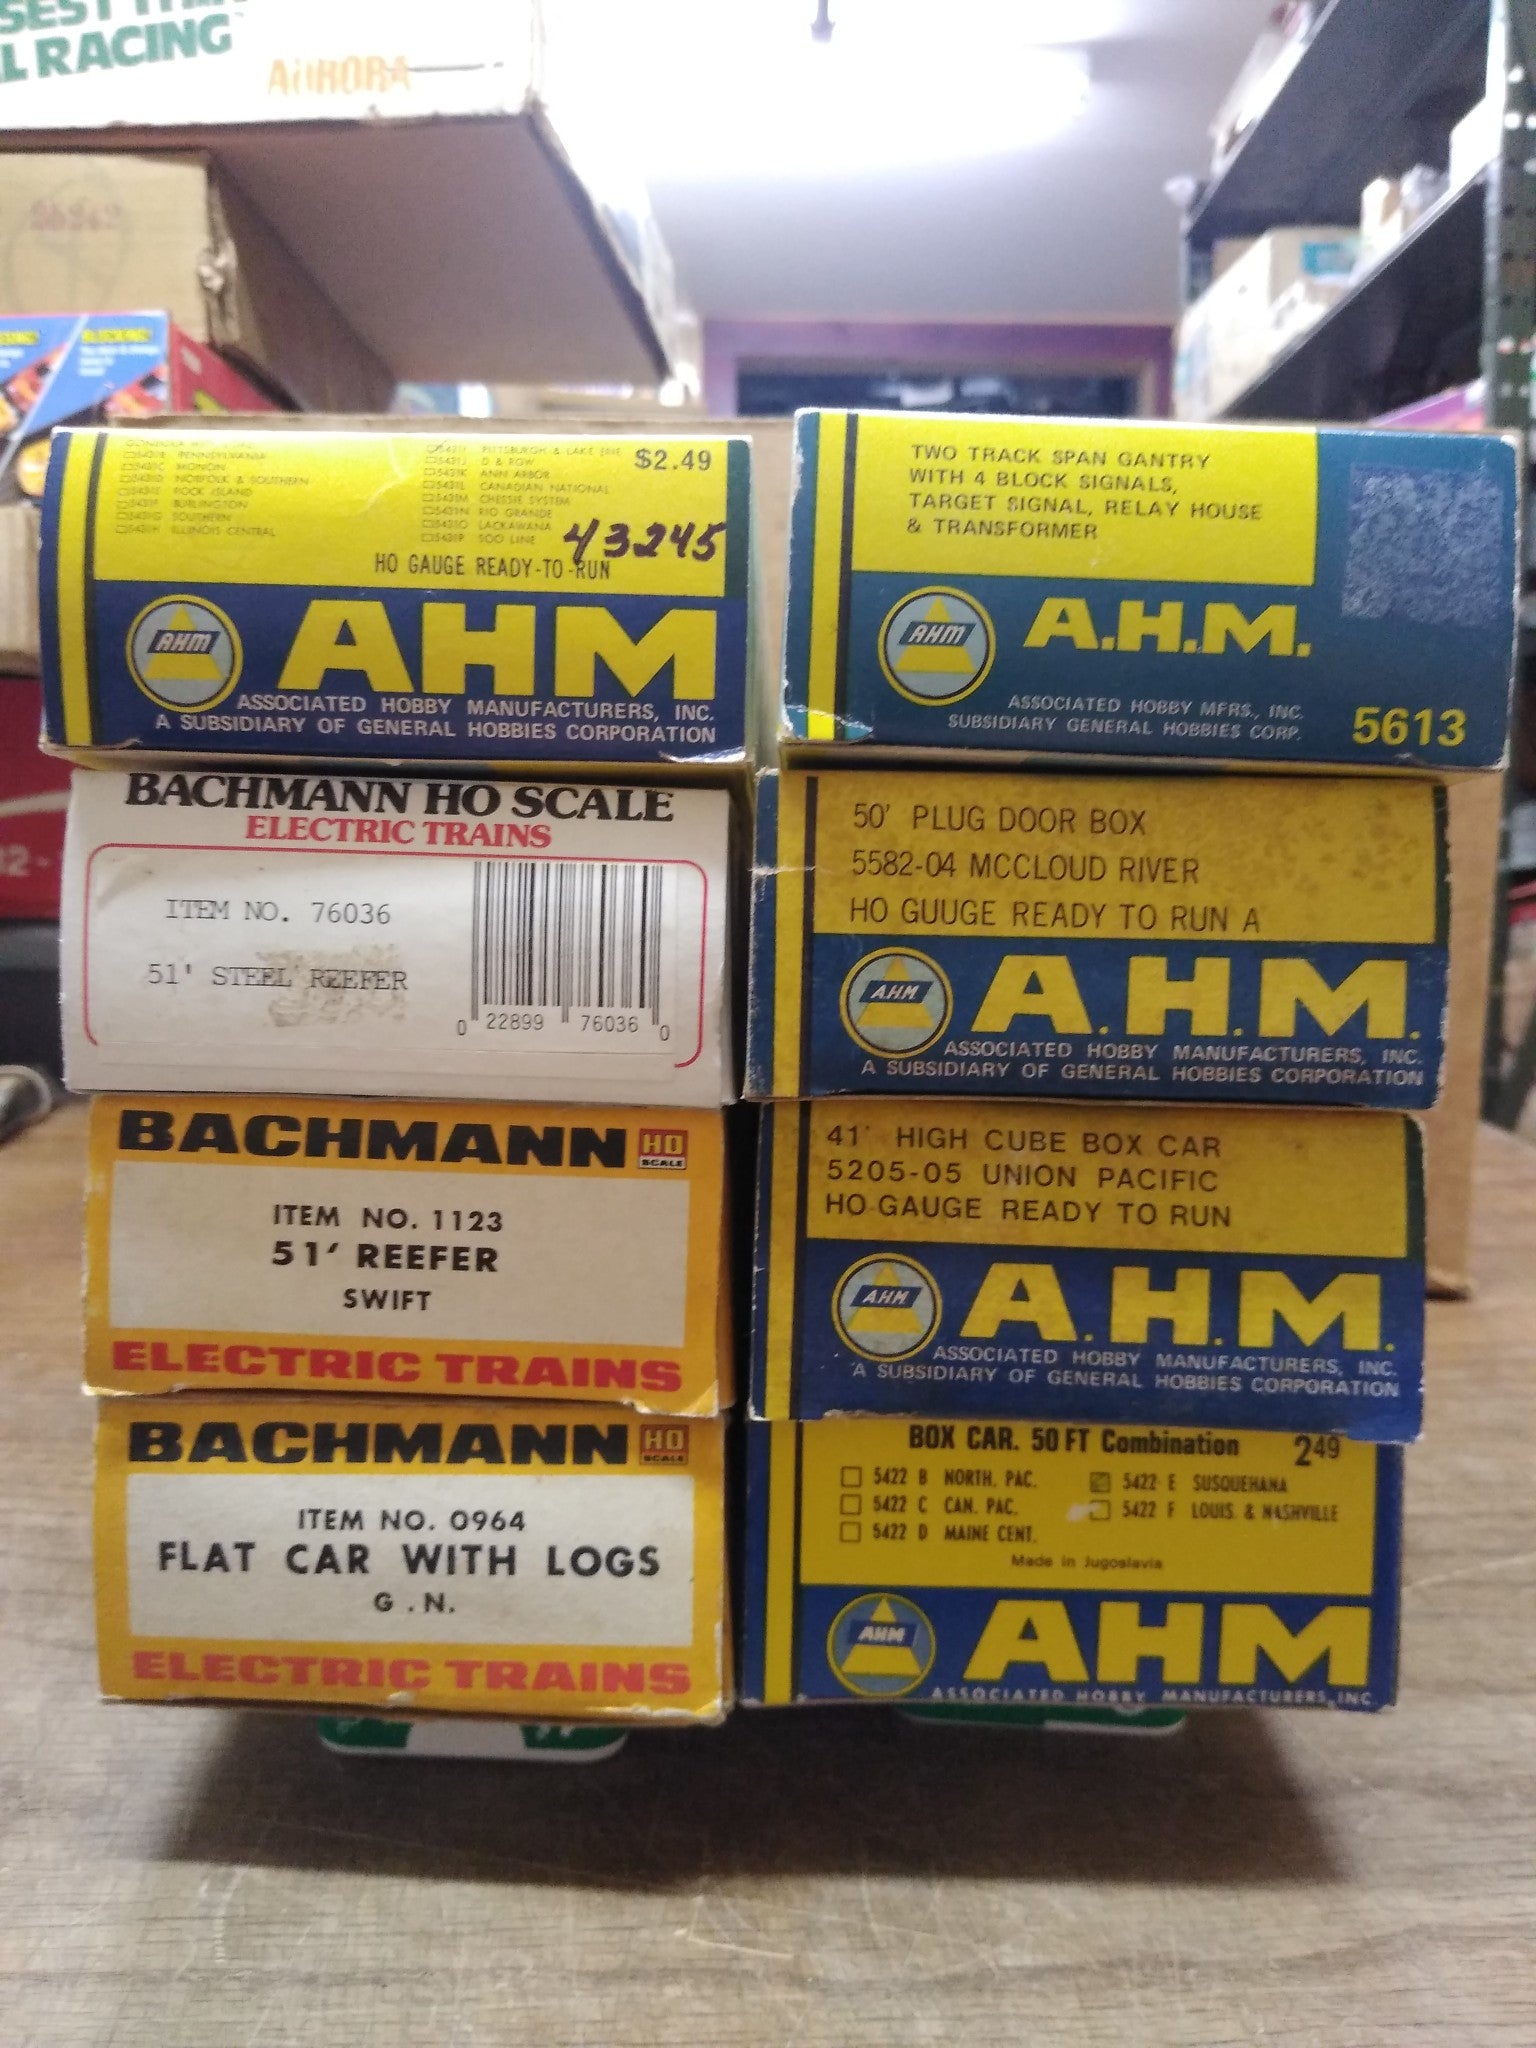 L RACING
AURORA
$2.49
PENNSYLVANIA
MONON
NORFOLK & SOUTHERN
ROCK ISLAND
BURLINGTON
SOUTHERN
ILLINOIS CENTRAL
PITTSBURGH & LAKE ERIE
D & RGW
ANN ARBOR
CANADIAN NATIONAL
CHESSIE SYSTEM
RIO GRANDE
LACKAWANA
SOO LINE
43245
HO GAUGE READY-TO-RUN
AHM
AHM
ASSOCIATED HOBBY MANUFACTURERS, INC.
A SUBSIDIARY OF GENERAL HOBBIES CORPORATION
BACHMANN HO SCALE
ELECTRIC TRAINS
ITEM NO. 76036
51' STEEL REEFER
0 22899 76036 0
BACHMANN HO SCALE
ITEM NO. 1123
51' REEFER
SWIFT
ELECTRIC TRAINS
BACHMANN HO SCALE
ITEM NO. 0964
FLAT CAR WITH LOGS
G.N.
ELECTRIC TRAINS
TWO TRACK SPAN GANTRY
WITH 4 BLOCK SIGNALS,
TARGET SIGNAL, RELAY HOUSE
& TRANSFORMER
AHM
A.H.M.
ASSOCIATED HOBBY MFRS., INC.
SUBSIDIARY GENERAL HOBBIES CORP.
5613
50' PLUG DOOR BOX
5582-04 MCCLOUD RIVER
HO GUUGE READY TO RUN A
A.H.M.
A.H.M.
ASSOCIATED HOBBY MANUFACTURERS, INC.
A SUBSIDIARY OF GENERAL HOBBIES CORPORATION
41' HIGH CUBE BOX CAR
5205-05 UNION PACIFIC
HO GAUGE READY TO RUN
AHM
A.H.M.
ASSOCIATED HOBBY MANUFACTURERS, INC.
A SUBSIDIARY OF GENERAL HOBBIES CORPORATION
BOX CAR. 50 FT Combination 249
5422 B NORTH. PAC.
5422 C CAN. PAC.
5422 D MAINE CENT.
5422 E SUSQUEHANA
5422 F LOUIS. & NASHVILLE
Made in Jugoslavia
AHM
AHM
ASSOCIATED HOBBY MANUFACTURERS, INC.